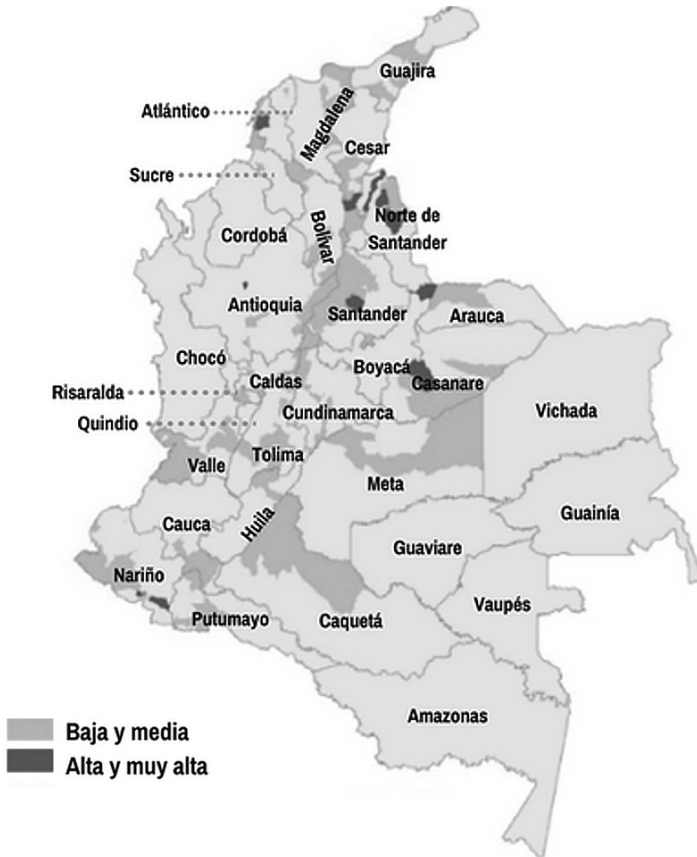 Guajira
Atlántico
Magdalena
Cesar
Sucre
Bolívar
Norte de
Santander
Cordobá
Antioquia
Santander
Arauca
Chocó
Boyacá
Risaralda
Caldas
Casanare
Quindio
Cundinamarca
Vichada
Valle
Tolima
Meta
Cauca
Huila
Guainía
Guaviare
Nariño
Vaupés
Putumayo
Caquetá
Amazonas
Baja y media
Alta y muy alta